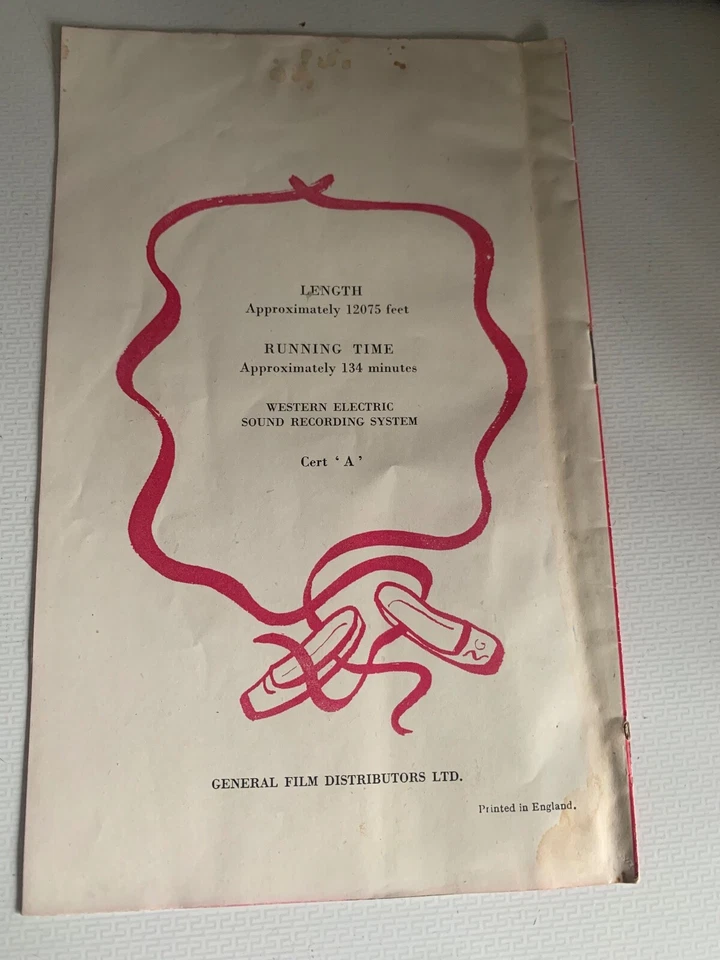 LENGTH
Approximately 12075 feet
RUNNING TIME
Approximately 134 minutes
WESTERN ELECTRIC
SOUND RECORDING SYSTEM
Cert ‘ A ’
GENERAL FILM DISTRIBUTORS LTD.
Printed in England.